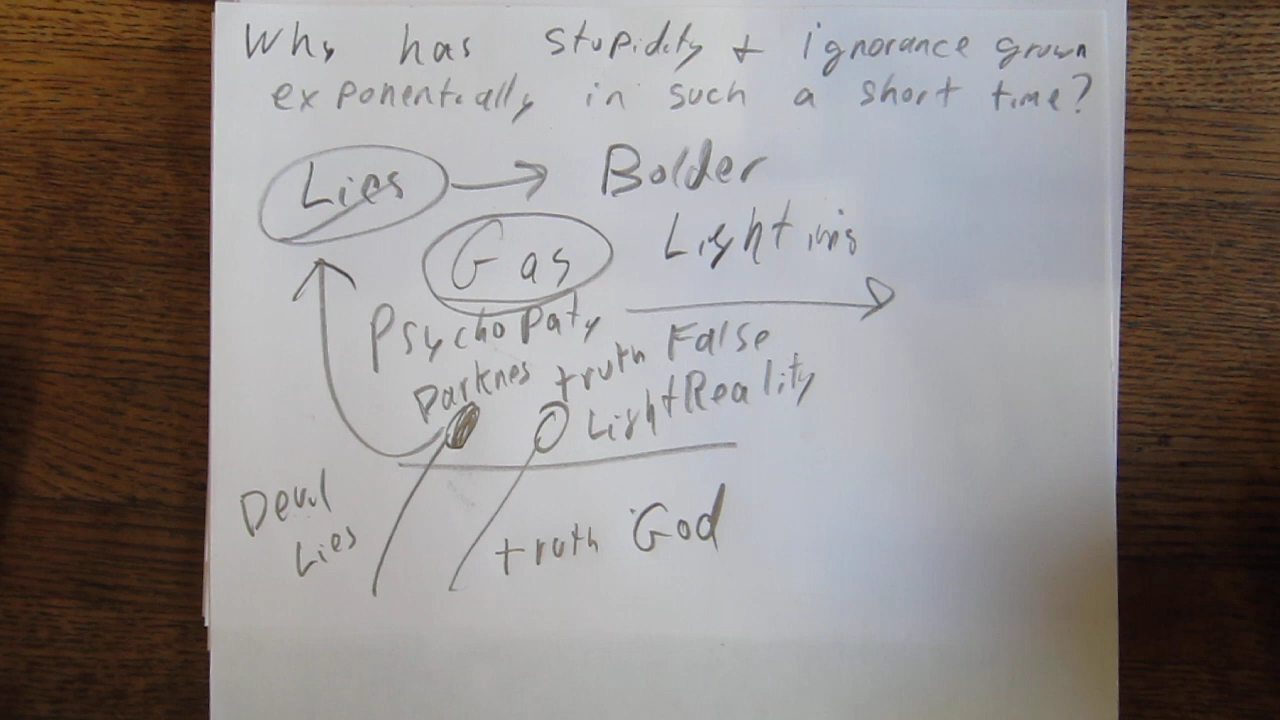 Why has stupidity + ignorance grown
exponentially in such a short time?
Lies → Bolder
Gas Lighting
Psychopaty
Darknes truth False
Light Reality
Devil
Lies
truth God